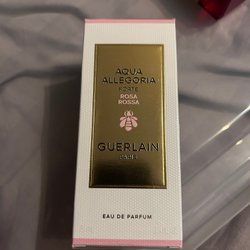 AQUA
ALLEGORIA
FORTE
ROSA
ROSSA
GUERLAIN
PARIS
EAU DE PARFUM